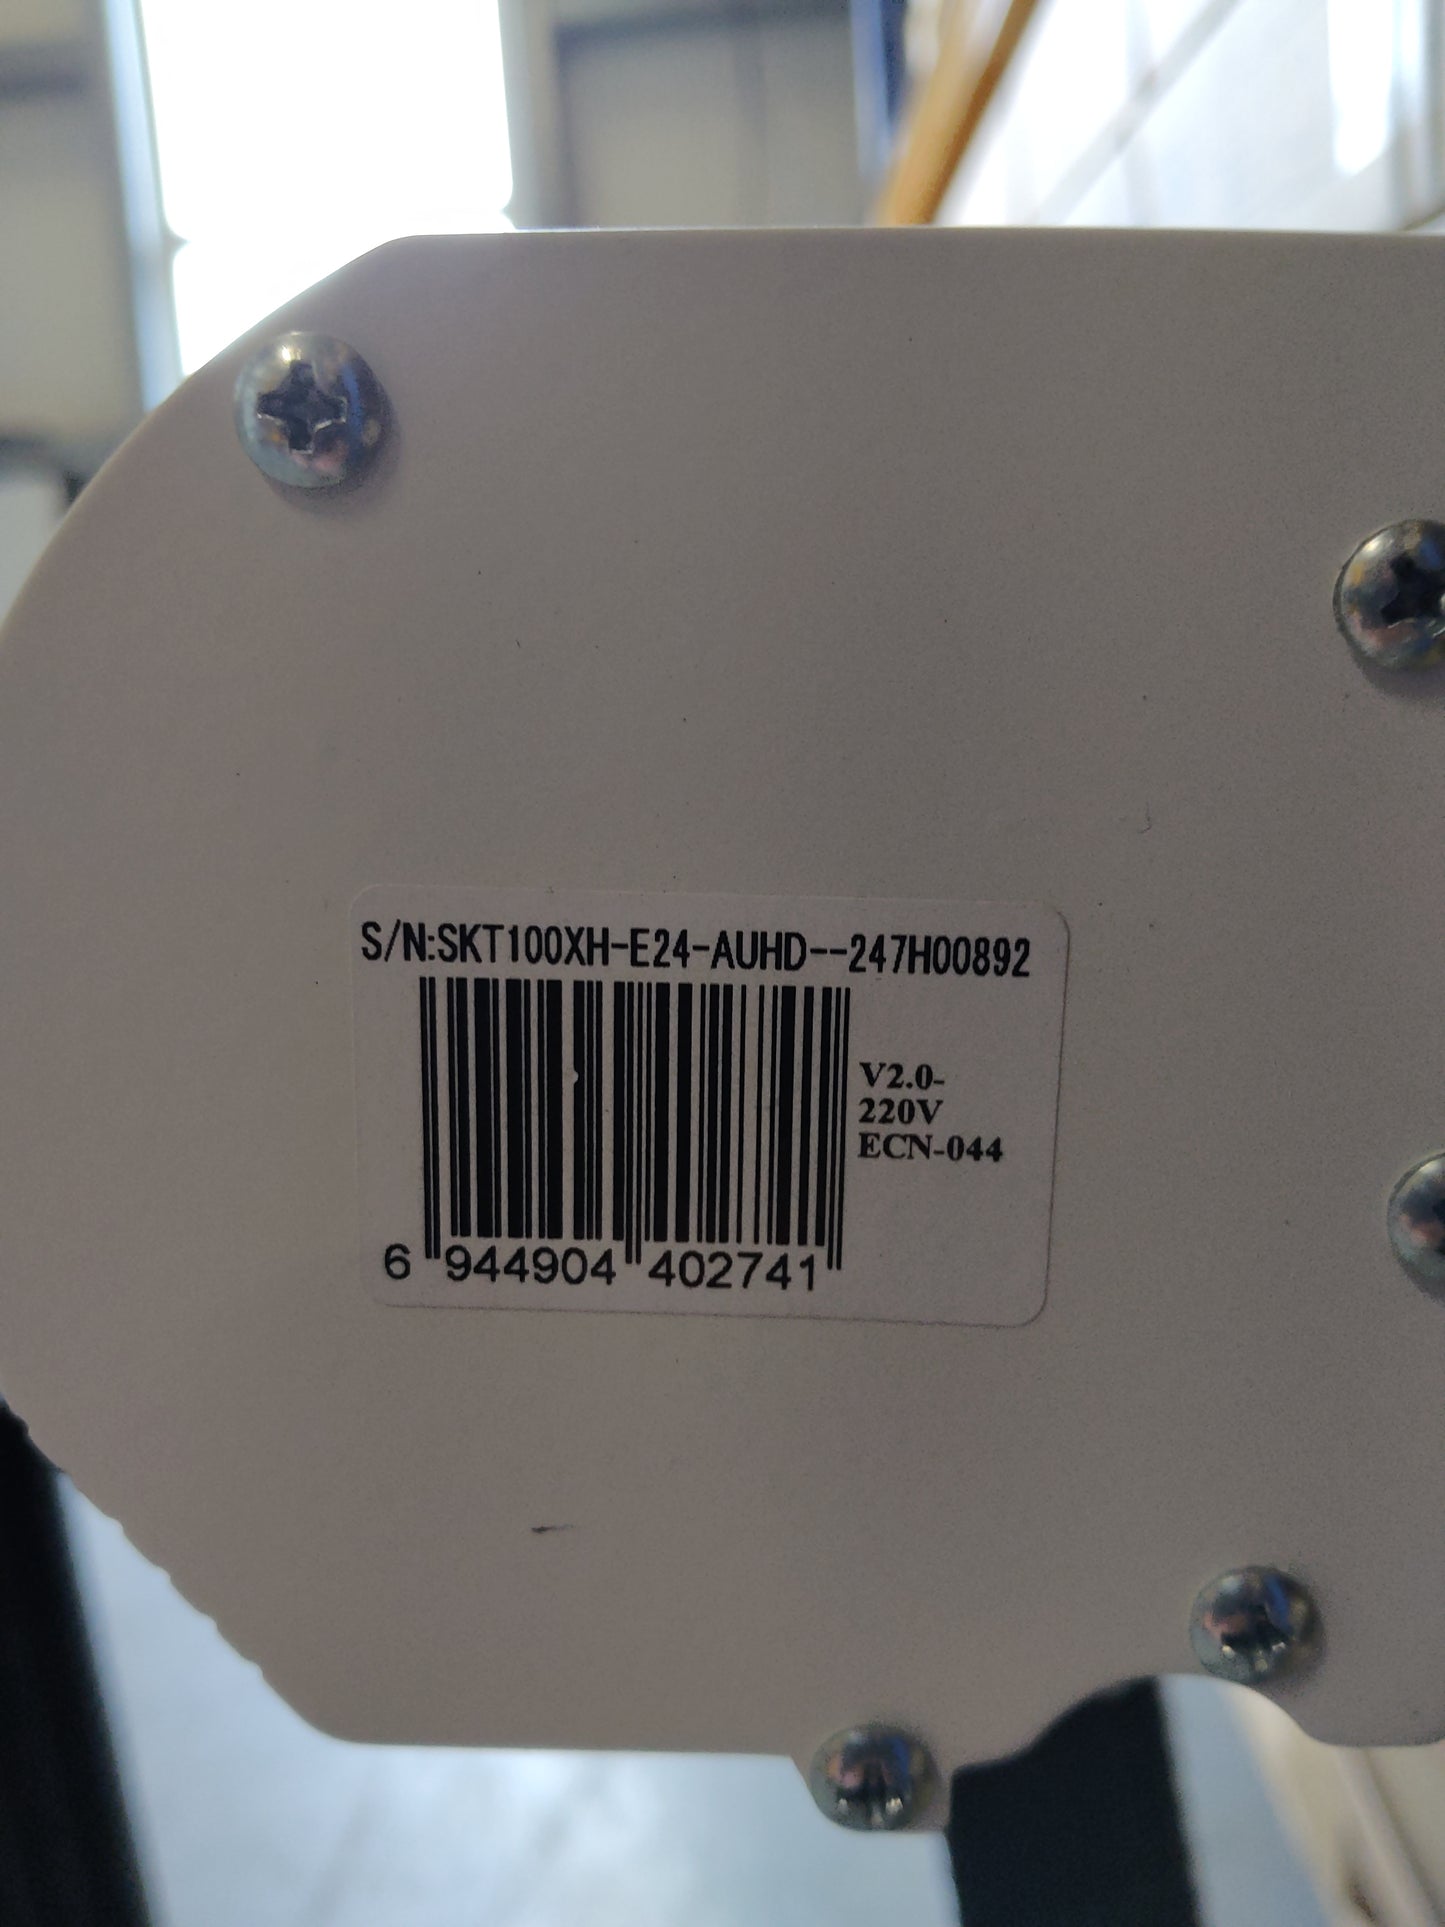 S/N:SKT100XH-E24-AUHD--247H00892
V2.0-
220V
ECN-044
6 944904 402741